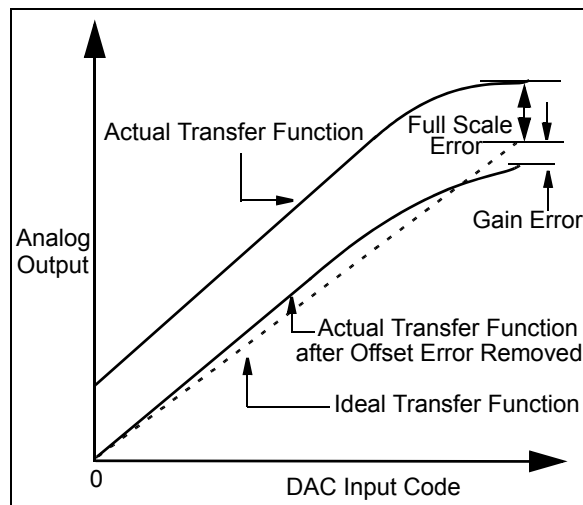 Actual Transfer Function
Full Scale
Error
Gain Error
Analog
Output
Actual Transfer Function
after Offset Error Removed
Ideal Transfer Function
0
DAC Input Code